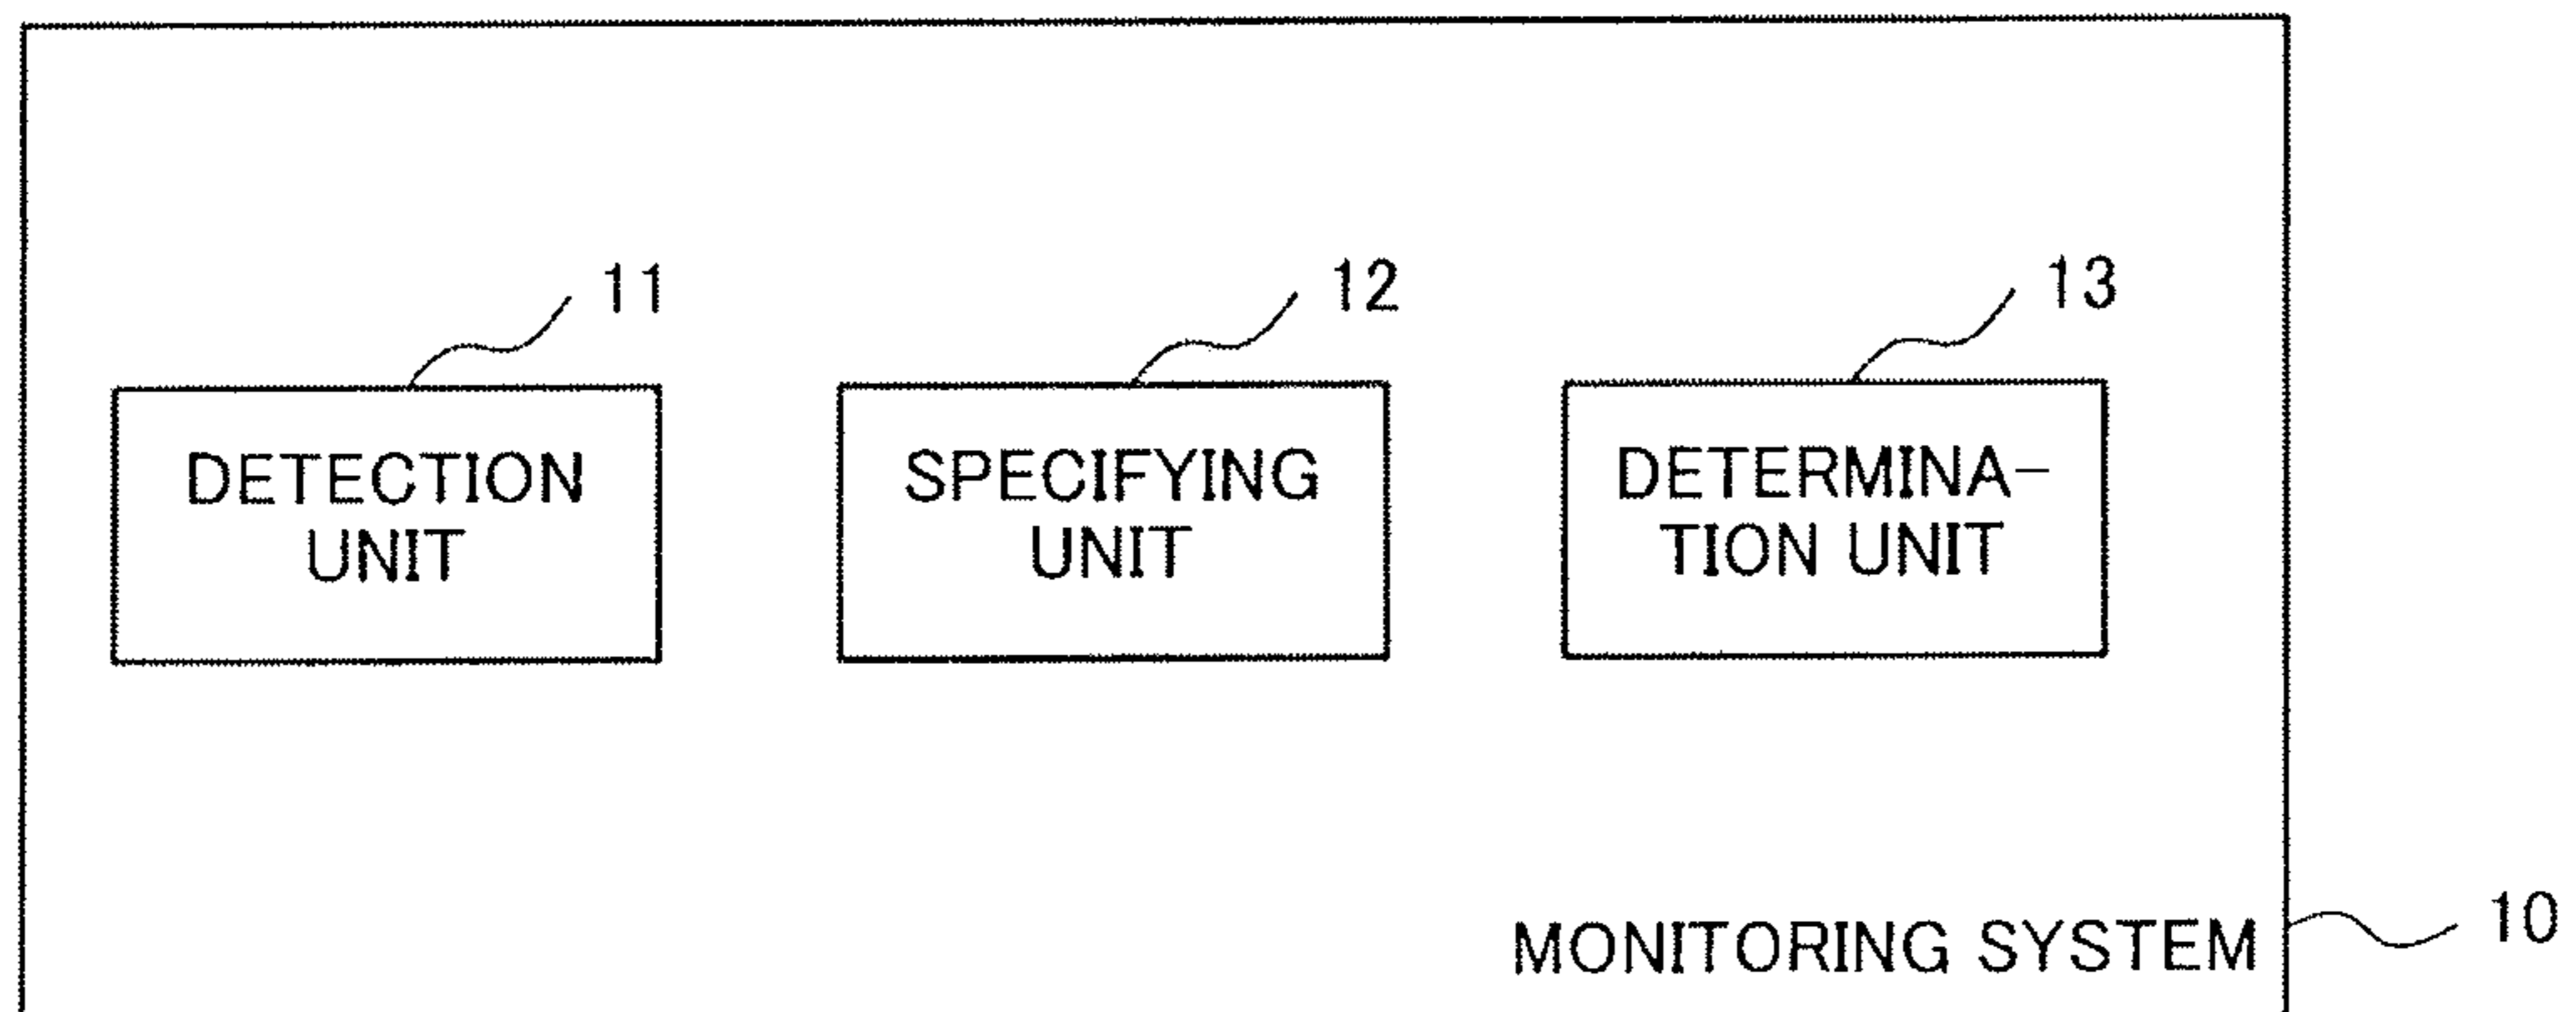 11
12
13
DETECTION
UNIT
SPECIFYING
UNIT
DETERMINA-
TION UNIT
MONITORING SYSTEM
10